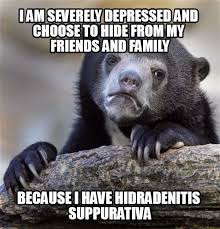 I AM SEVERELY DEPRESSED AND
CHOOSE TO HIDE FROM MY
FRIENDS AND FAMILY
BECAUSE I HAVE HIDRADENITIS
SUPPURATIVA